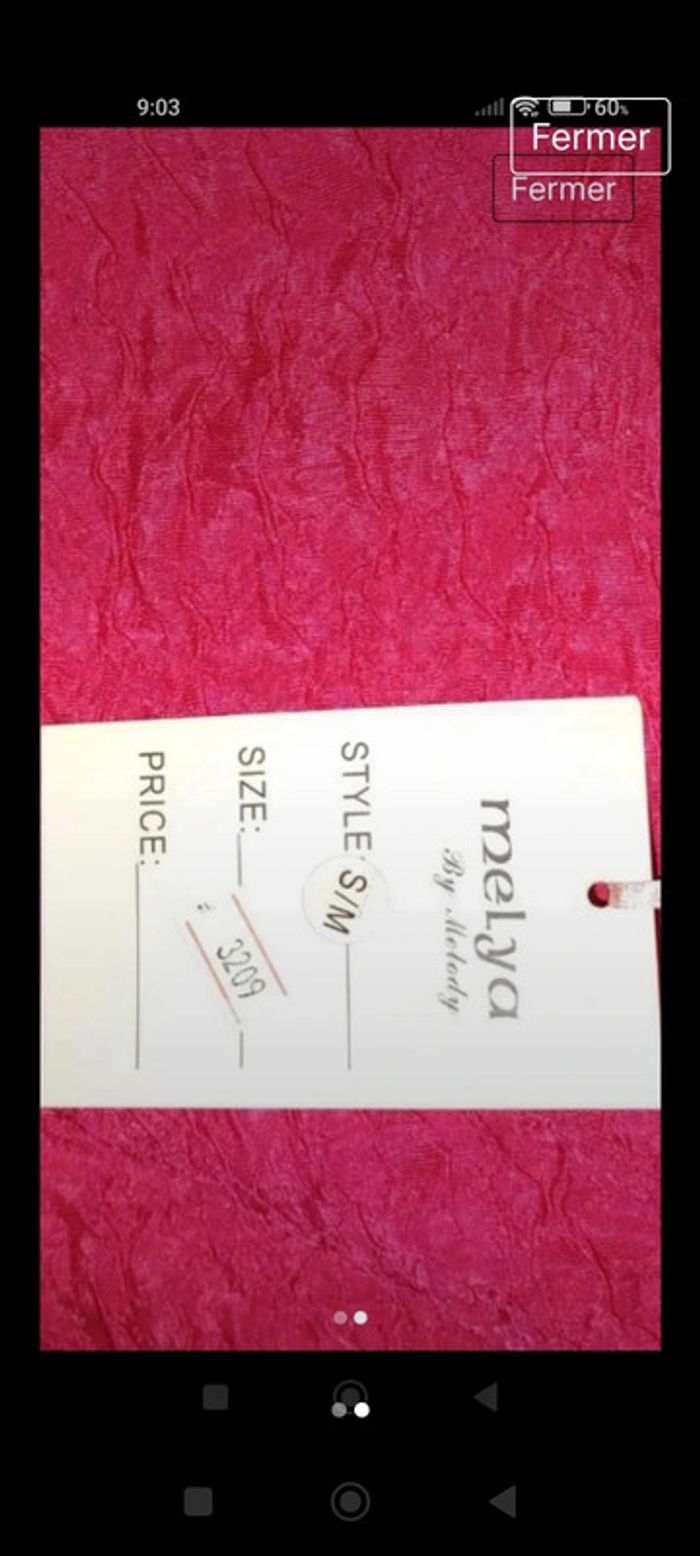 9:03
60%
Fermer
Fermer
melya
By Melody
STYLE: S/M
SIZE:
# 3209
PRICE: